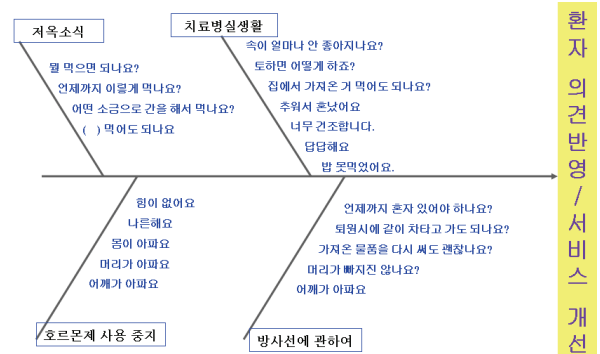 저옥소식
뭘 먹으면 되나요?
언제까지 이렇게 먹나요?
어떤 소금으로 간을 해서 먹나요?
( ) 먹어도 되나요
치료병실생활
속이 얼마나 안 좋아지나요?
토하면 어떻게 하죠?
집에서 가져온 거 먹어도 되나요?
추워서 혼났어요
너무 건조합니다.
답답해요
밥 못먹었어요.
힘이 없어요
나른해요
몸이 아파요
머리가 아파요
어깨가 아파요
호르몬제 사용 중지
언제까지 혼자 있어야 하나요?
퇴원시에 같이 차타고 가도 되나요?
가져온 물품을 다시 써도 괜찮나요?
머리가 빠지진 않나요?
어깨가 아파요
방사선에 관하여
환자 의견반영/서비스 개선